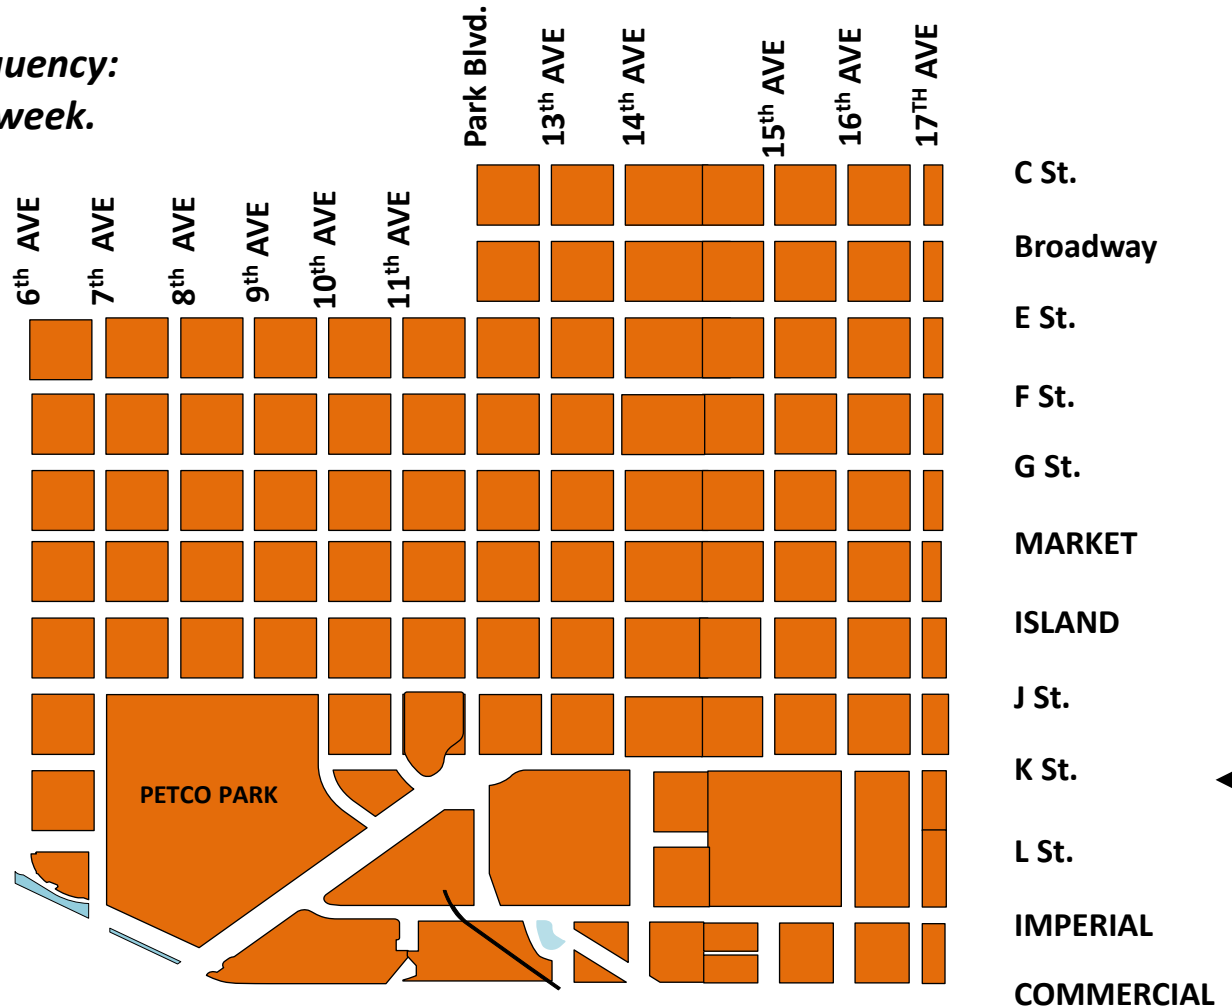 quency:
week.
Park Blvd.
13th AVE
14th AVE
15th AVE
16th AVE
17TH AVE
6th AVE
7th AVE
8th AVE
9th AVE
10th AVE
11th AVE
C St.
Broadway
E St.
F St.
G St.
MARKET
ISLAND
J St.
K St.
PETCO PARK
L St.
IMPERIAL
COMMERCIAL